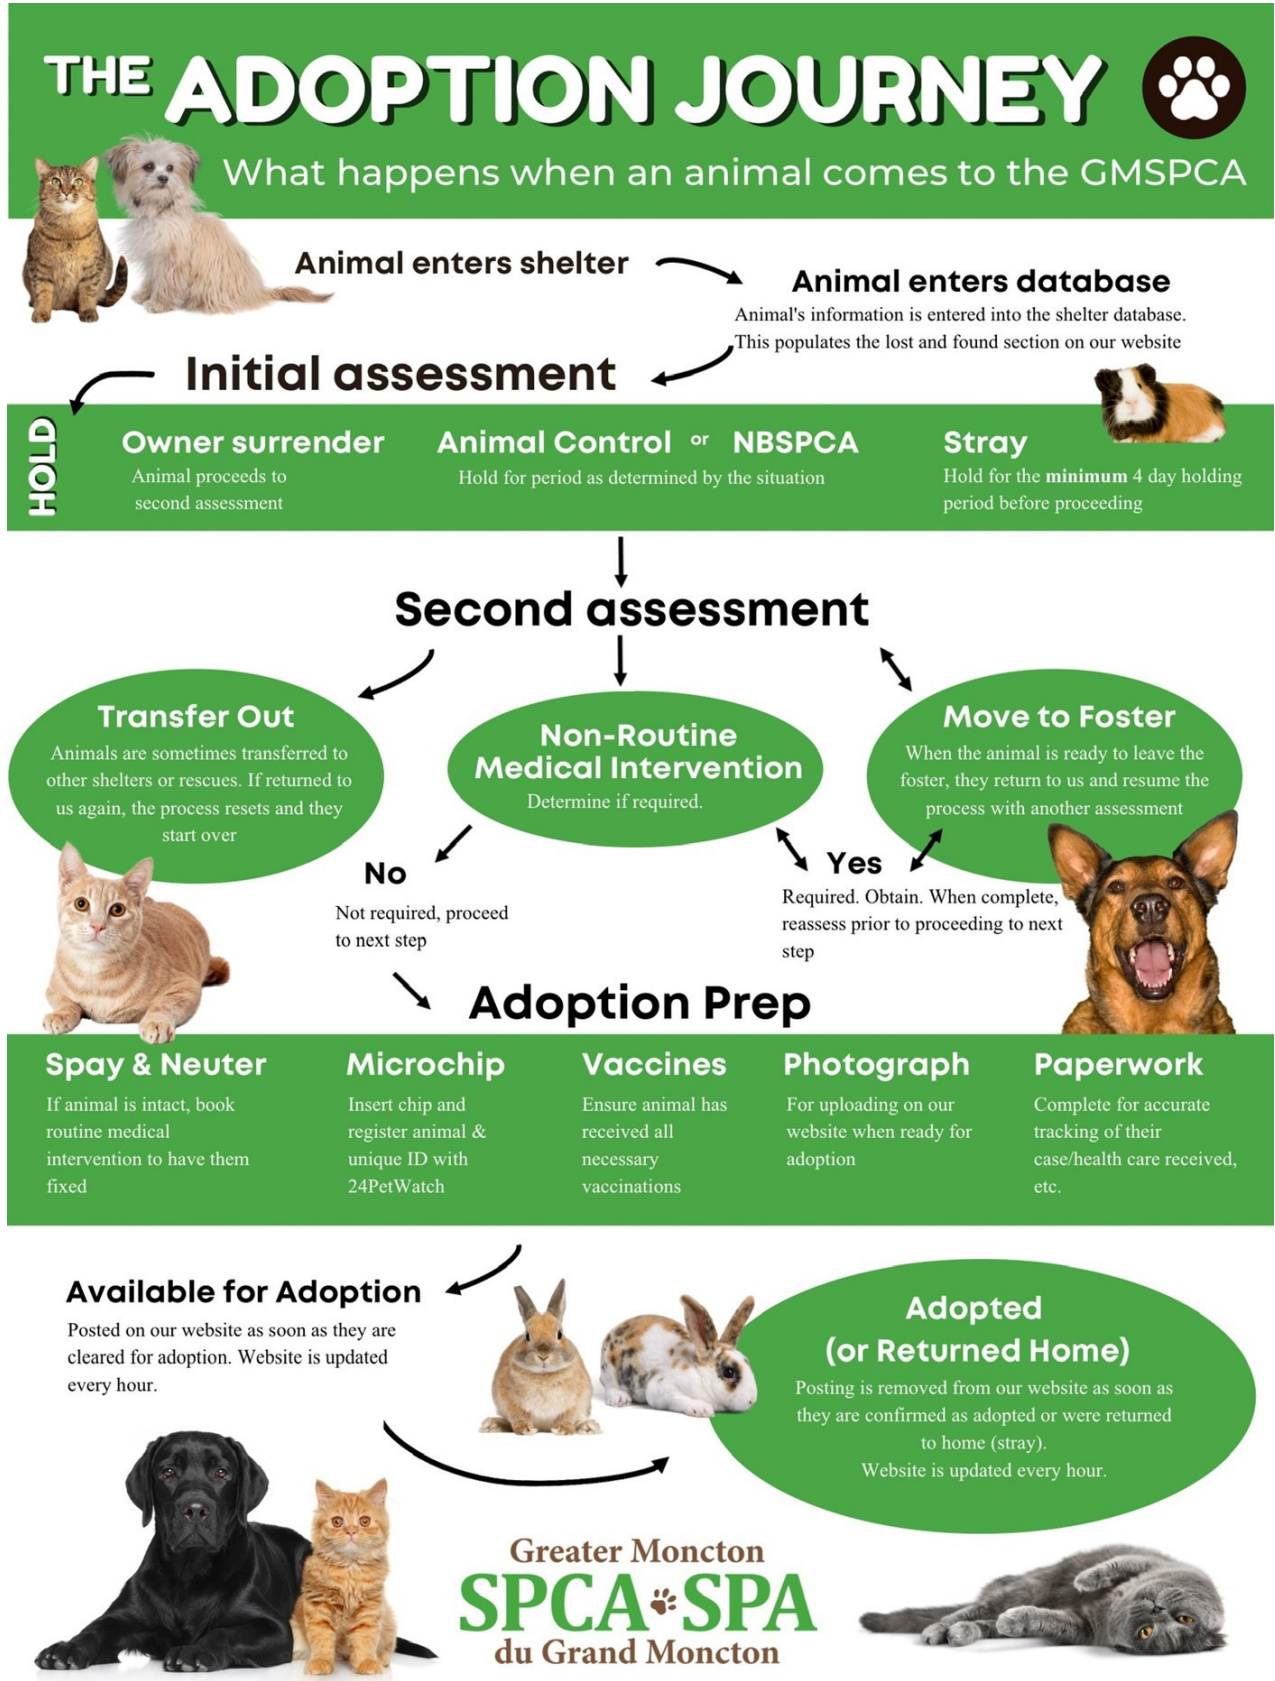 THE ADOPTION JOURNEY
What happens when an animal comes to the GMSPCA
Animal enters shelter
Animal enters database
Animal's information is entered into the shelter database.
This populates the lost and found section on our website
Initial assessment
HOLD
Owner surrender
Animal proceeds to
second assessment
Animal Control or NBSPCA
Hold for period as determined by the situation
Stray
Hold for the minimum 4 day holding
period before proceeding
Second assessment
Transfer Out
Animals are sometimes transferred to
other shelters or rescues. If returned to
us again, the process resets and they
start over
Non-Routine
Medical Intervention
Determine if required.
Move to Foster
When the animal is ready to leave the
foster, they return to us and resume the
process with another assessment
No
Not required, proceed
to next step
Yes
Required. Obtain. When complete,
reassess prior to proceeding to next
step
Adoption Prep
Spay & Neuter
If animal is intact, book
routine medical
intervention to have them
fixed
Microchip
Insert chip and
register animal &
unique ID with
24PetWatch
Vaccines
Ensure animal has
received all
necessary
vaccinations
Photograph
For uploading on our
website when ready for
adoption
Paperwork
Complete for accurate
tracking of their
case/health care received,
etc.
Available for Adoption
Posted on our website as soon as they are
cleared for adoption. Website is updated
every hour.
Adopted
(or Returned Home)
Posting is removed from our website as soon as
they are confirmed as adopted or were returned
to home (stray).
Website is updated every hour.
Greater Moncton
SPCA SPA
du Grand Moncton